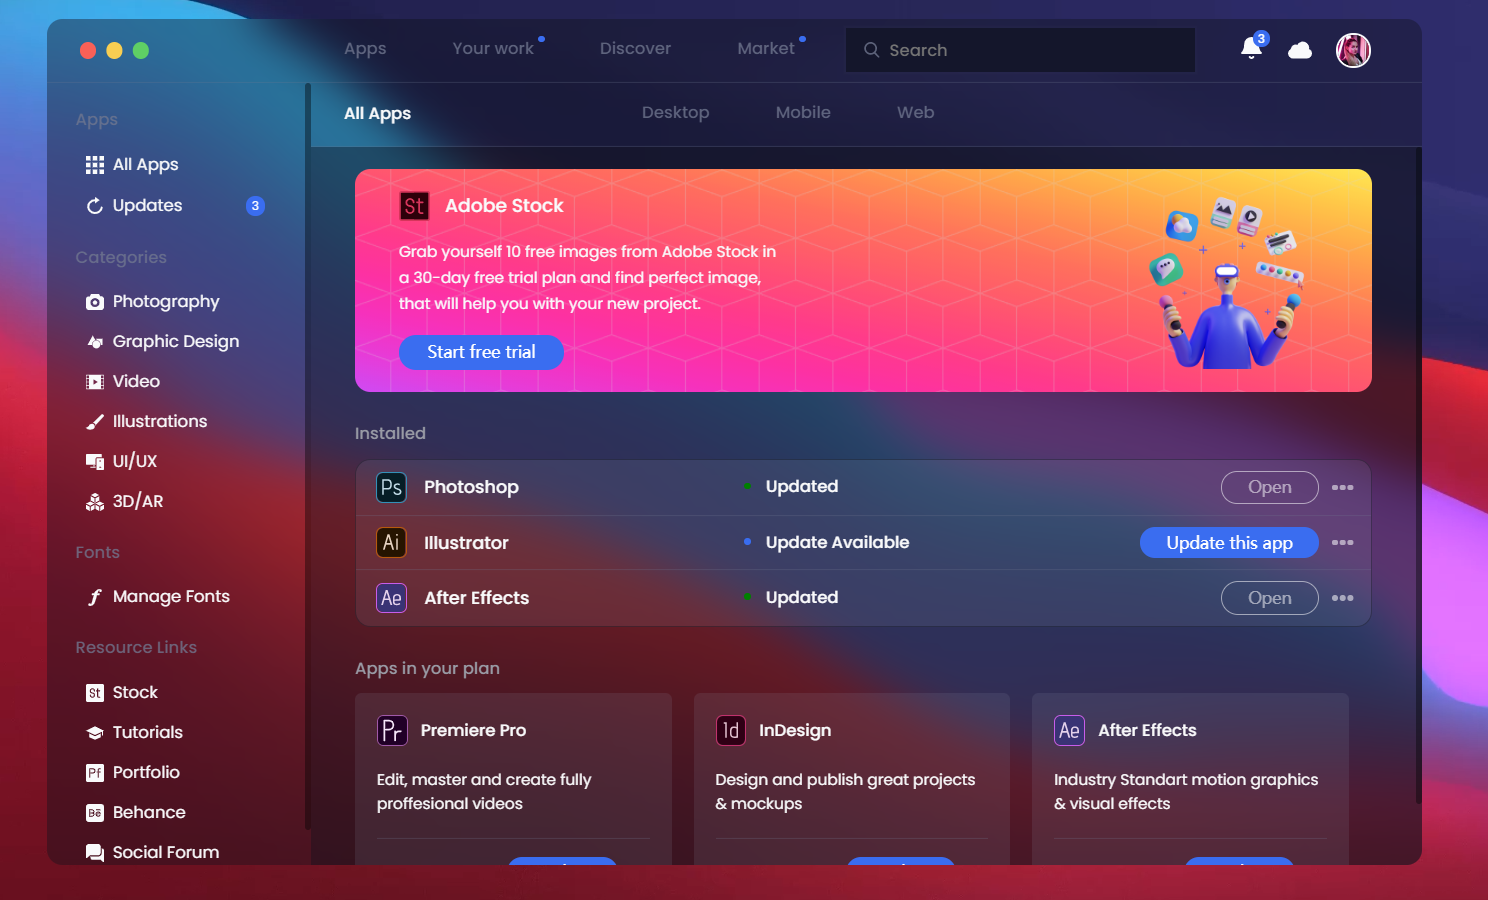 Apps
Your work
Discover
Market
Search
3
All Apps
Desktop
Mobile
Web
Apps
All Apps
Updates
3
Categories
Photography
Graphic Design
Video
Illustrations
UI/UX
3D/AR
Fonts
Manage Fonts
Resource Links
St Stock
Tutorials
Pf Portfolio
Bē Behance
Social Forum
St Adobe Stock
Grab yourself 10 free images from Adobe Stock in
a 30-day free trial plan and find perfect image,
that will help you with your new project.
Start free trial
Installed
Ps Photoshop
Updated
Open
Ai Illustrator
Update Available
Update this app
Ae After Effects
Updated
Open
Apps in your plan
Pr Premiere Pro
Edit, master and create fully
proffesional videos
Id InDesign
Design and publish great projects
& mockups
Ae After Effects
Industry Standart motion graphics
& visual effects